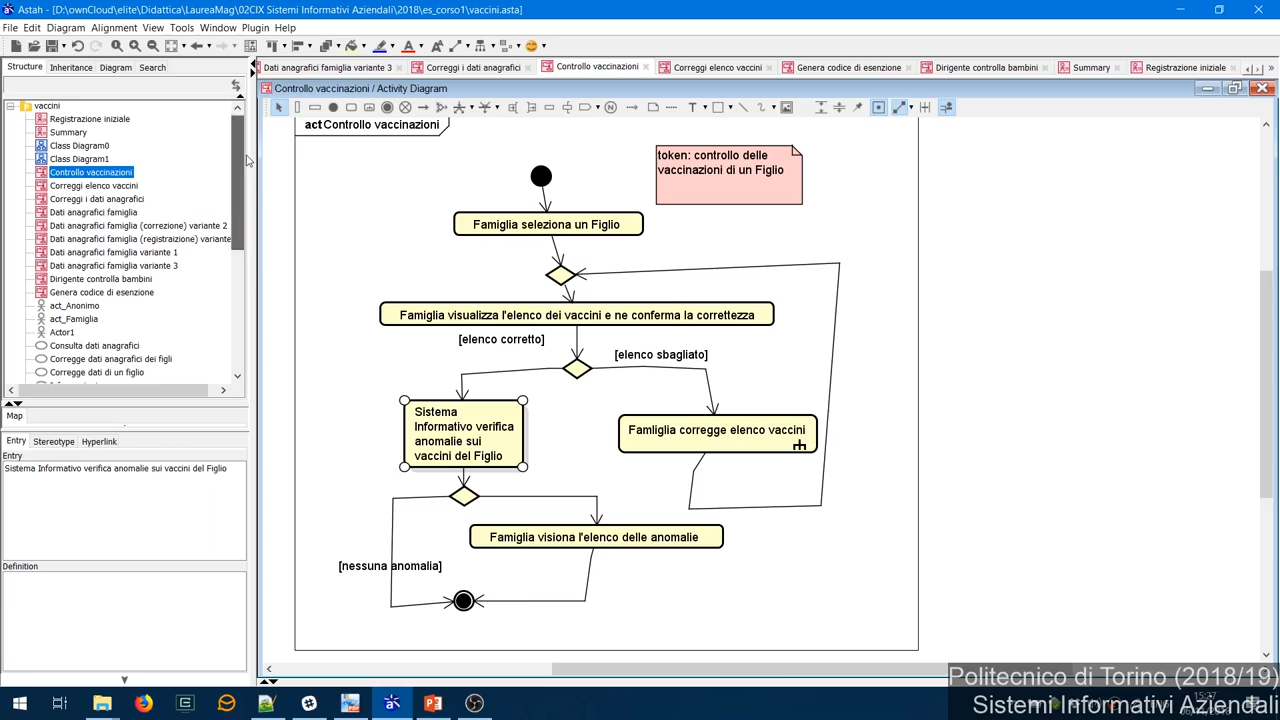 Astah - [D:\ownCloud\elite\Didattica\LaureaMag\02CIX Sistemi Informativi Aziendali\2018\es_corso1\vaccini.asta]
File Edit Diagram Alignment View Tools Window Plugin Help
Structure Inheritance Diagram Search
Dati anagrafici famiglia variante 3 Correggi i dati anagrafici Controllo vaccinazioni Correggi elenco vaccini Genera codice di esenzione Dirigente controlla bambini Summary Registrazione iniziale
Controllo vaccinazioni / Activity Diagram
vaccini
Registrazione iniziale
Summary
Class Diagram0
Class Diagram1
Controllo vaccinazioni
Correggi elenco vaccini
Correggi i dati anagrafici
Dati anagrafici famiglia
Dati anagrafici famiglia (correzione) variante 2
Dati anagrafici famiglia (registraizione) variante
Dati anagrafici famiglia variante 1
Dati anagrafici famiglia variante 3
Dirigente controlla bambini
Genera codice di esenzione
act_Anonimo
act_Famiglia
Actor1
Consulta dati anagrafici
Corregge dati anagrafici dei figli
Corregge dati di un figlio
Map
Entry Stereotype Hyperlink
Entry
Sistema Informativo verifica anomalie sui vaccini del Figlio
Definition
act Controllo vaccinazioni
token: controllo delle
vaccinazioni di un Figlio
Famiglia seleziona un Figlio
Famiglia visualizza l'elenco dei vaccini e ne conferma la correttezza
[elenco corretto]
[elenco sbagliato]
Sistema
Informativo verifica
anomalie sui
vaccini del Figlio
Famliglia corregge elenco vaccini
Famiglia visiona l'elenco delle anomalie
[nessuna anomalia]
Politecnico di Torino (2018/19)
Sistemi Informativi Aziendali
15:27